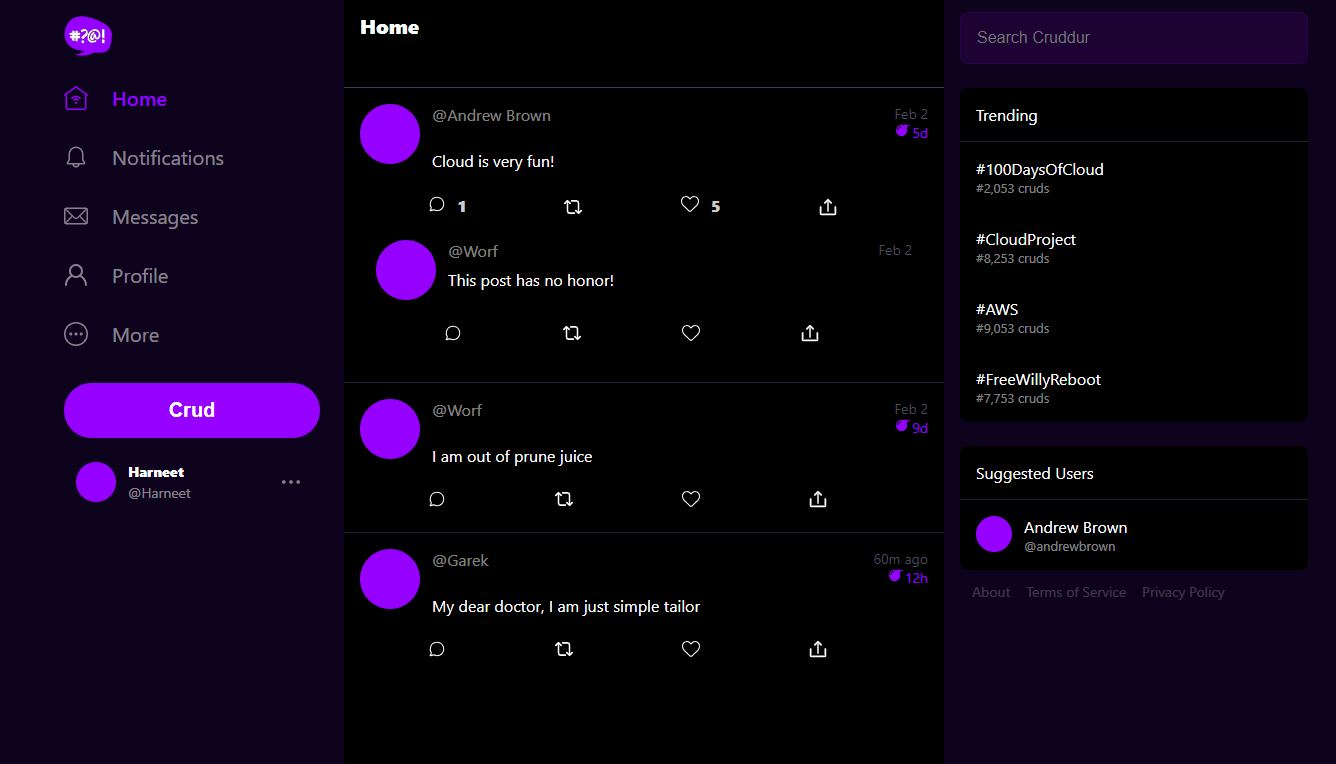 #?@!
Home
Notifications
Messages
Profile
More
Crud
Harneet
@Harneet
Home
@Andrew Brown
Feb 2
5d
Cloud is very fun!
1
5
@Worf
Feb 2
This post has no honor!
@Worf
Feb 2
9d
I am out of prune juice
@Garek
60m ago
12h
My dear doctor, I am just simple tailor
Search Cruddur
Trending
#100DaysOfCloud
#2,053 cruds
#CloudProject
#8,253 cruds
#AWS
#9,053 cruds
#FreeWillyReboot
#7,753 cruds
Suggested Users
Andrew Brown
@andrewbrown
About Terms of Service Privacy Policy